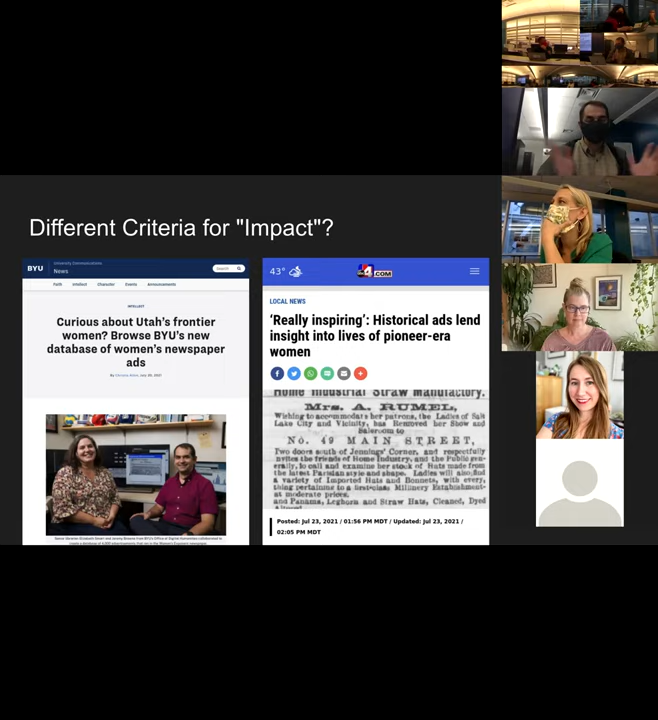 Different Criteria for "Impact"?
BYU
University Communications
News
Search
Faith Intellect Character Events Announcements
INTELLECT
Curious about Utah's frontier
women? Browse BYU's new
database of women's newspaper
ads
43°
4
.COM
LOCAL NEWS
‘Really inspiring’: Historical ads lend
insight into lives of pioneer-era
women
Home Industrial Straw Manufactory.
Mrs. A. RUMEL,
Wishing to accommodate her patrons, the Ladies of Salt
Lake City and Vicinity, has Removed her Show and
Salesroom to
No. 49 MAIN STREET,
Two doors south of Jennings' Corner, and respectfully
invites the friends of Home Industry, and the Public gen-
erally, to call and examine her stock of Hats made from
the latest Parisian style and shape. Ladies will also find
a variety of Imported Hats and Bonnets, with every-
thing pertaining to a first-class Millinery Establishment
at moderate prices.
and Panama, Leghorn and Straw Hats, Cleaned, Dyed
Posted: Jul 23, 2021 / 01:56 PM MDT / Updated: Jul 23, 2021 /
02:05 PM MDT